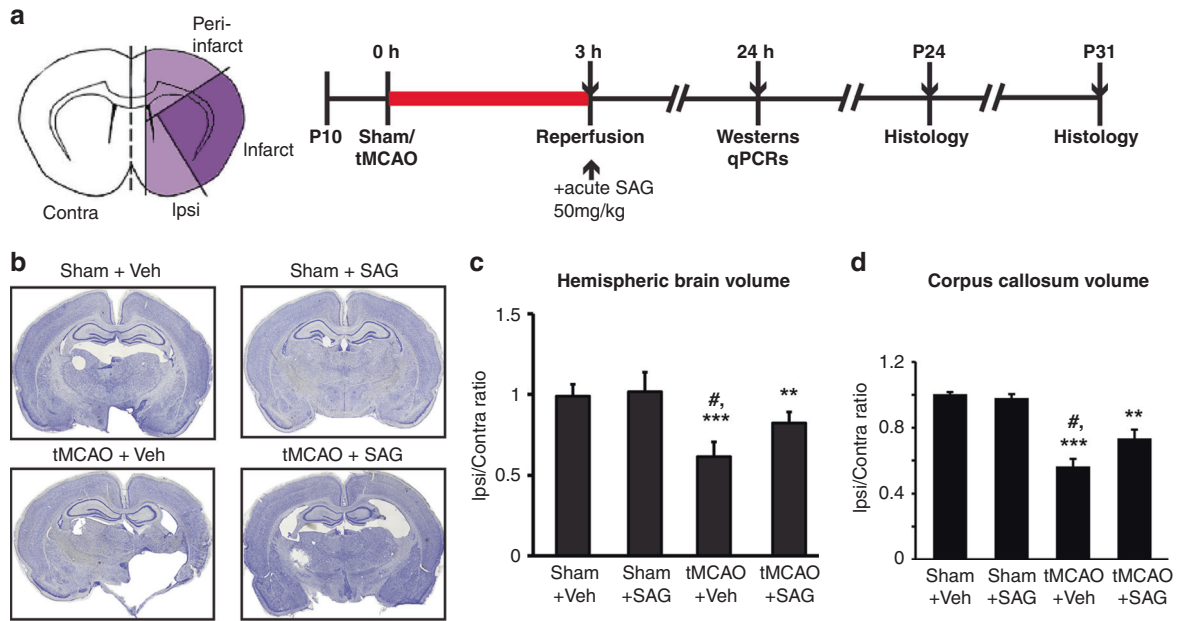 a
Peri-
infarct
Infarct
Contra
Ipsi
0 h
3 h
24 h
P24
P31
P10
Sham/
tMCAO
Reperfusion
Westerns
qPCRs
Histology
Histology
+acute SAG
50mg/kg
b
Sham + Veh
Sham + SAG
tMCAO + Veh
tMCAO + SAG
c
Hemispheric brain volume
Ipsi/Contra ratio
1.5
1
0.5
0
#,
***
**
Sham
+Veh
Sham
+SAG
tMCAO
+Veh
tMCAO
+SAG
d
Corpus callosum volume
Ipsi/Contra ratio
1.2
0.8
0.4
0
#,
***
**
Sham
+Veh
Sham
+SAG
tMCAO
+Veh
tMCAO
+SAG